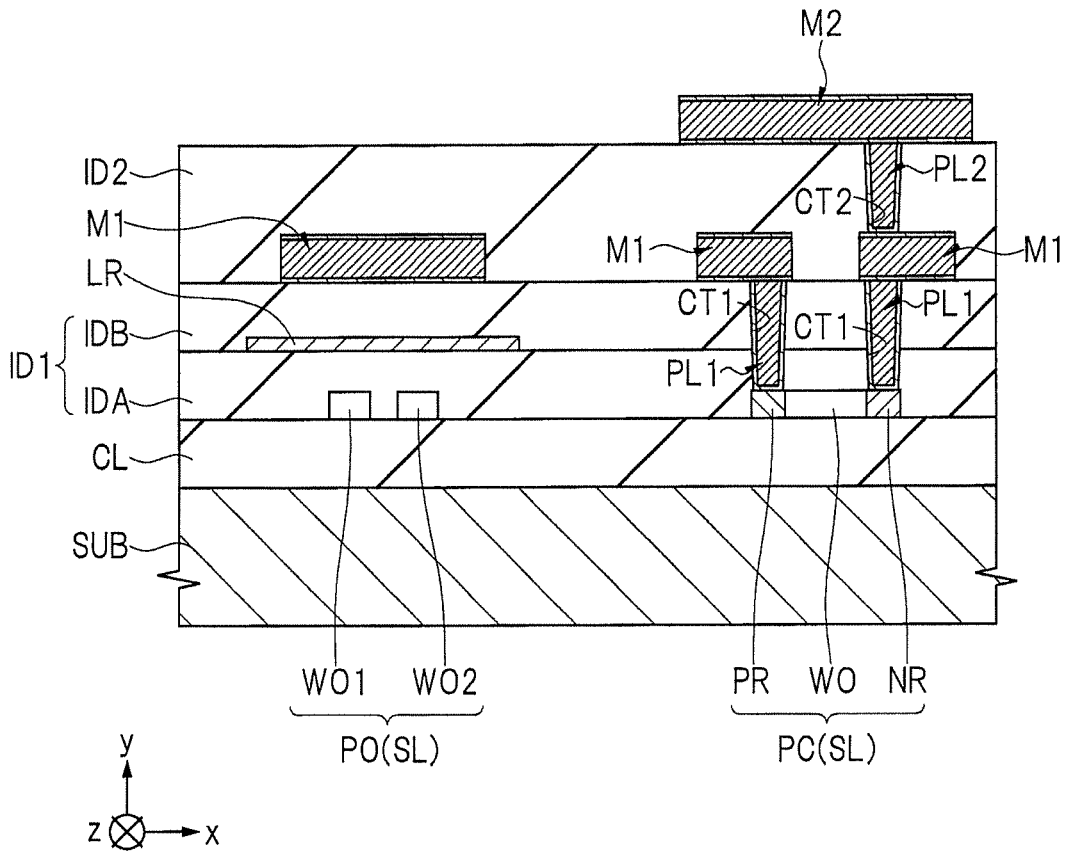 M2
ID2
PL2
CT2
M1
M1
M1
LR
CT1
PL1
CT1
IDB
ID1
PL1
IDA
CL
SUB
WO1 WO2 PR WO NR
PO(SL) PC(SL)
y
z x